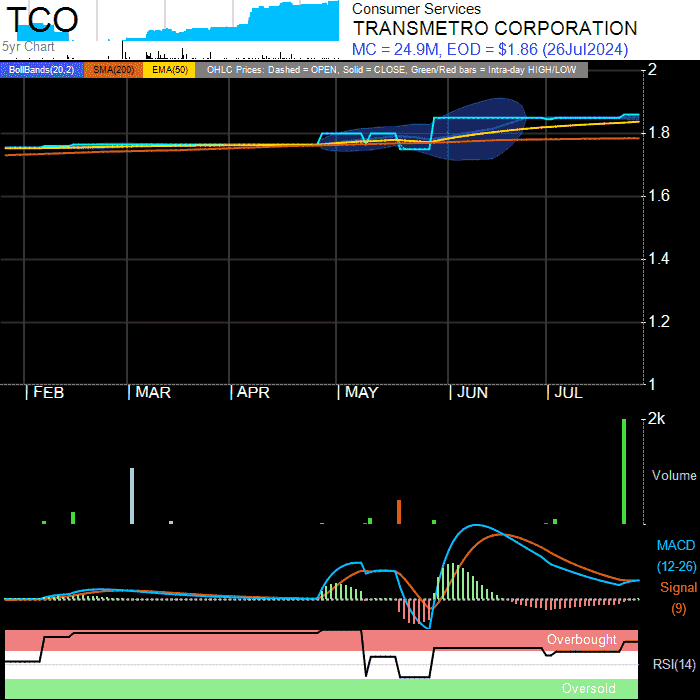 TCO
5yr Chart
Consumer Services
TRANSMETRO CORPORATION
MC = 24.9M, EOD = $1.86 (26Jul2024)
BollBands(20,2) SMA(200) EMA(50) OHLC Prices: Dashed = OPEN, Solid = CLOSE, Green/Red bars = Intra-day HIGH/LOW
2
1.8
1.6
1.4
1.2
1
FEB MAR APR MAY JUN JUL
2k
Volume
MACD
(12-26)
Signal
(9)
Overbought
RSI(14)
Oversold